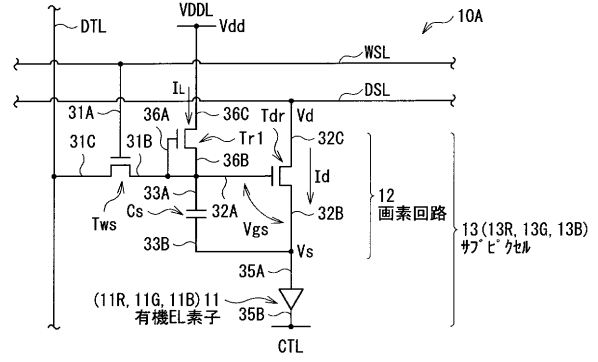 VDDL
10A
DTL
Vdd
WSL
DSL
31A
36A
IL
36C
Tdr
Vd
31C
31B
Tr1
32C
36B
33A
32A
Id
12
画素回路
Tws
Cs
Vgs
32B
13(13R, 13G, 13B)
サブピクセル
33B
Vs
35A
(11R, 11G, 11B) 11
有機EL素子
35B
CTL